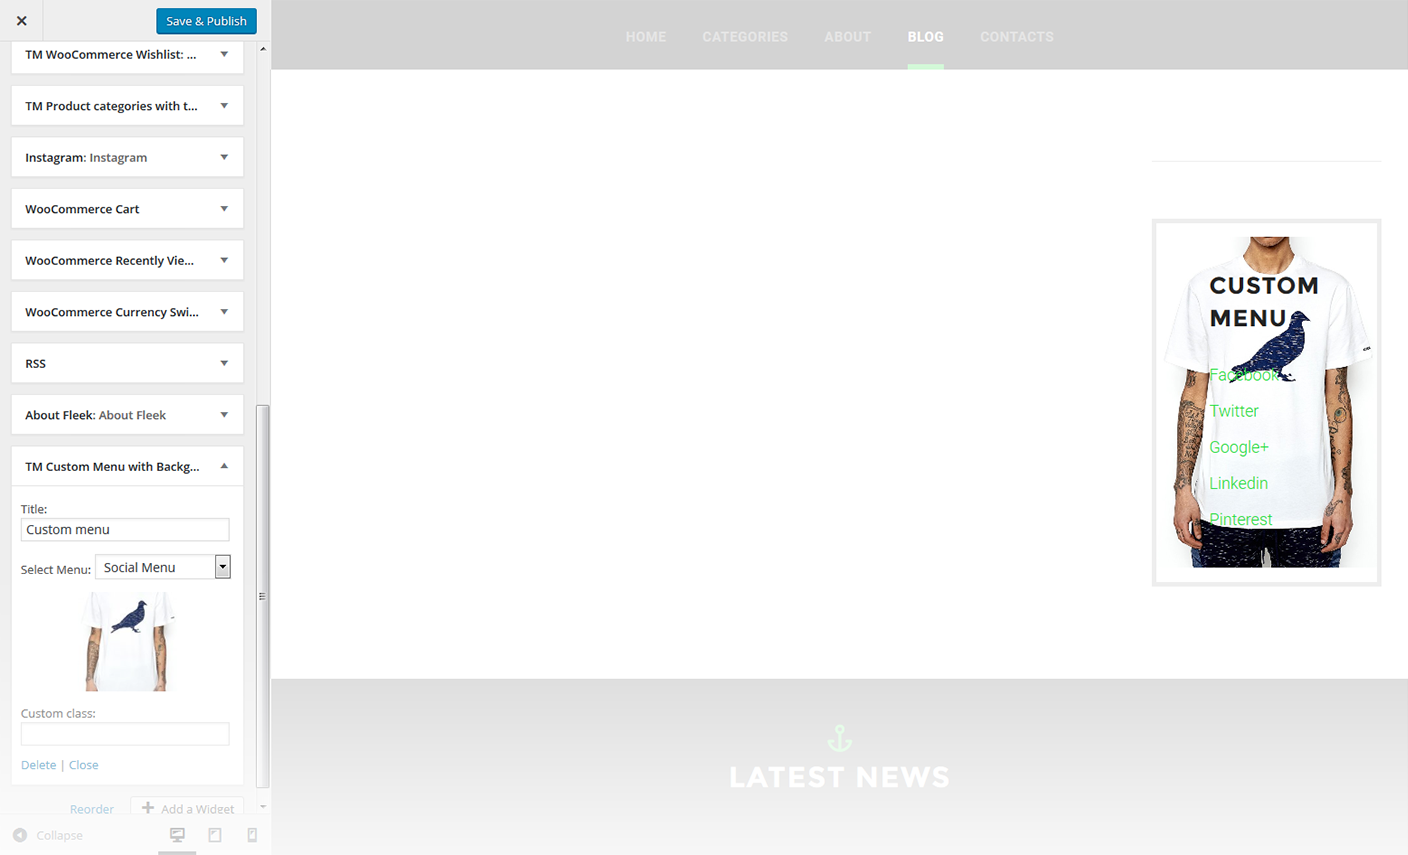 Save & Publish
TM WooCommerce Wishlist: ...
TM Product categories with t...
Instagram: Instagram
WooCommerce Cart
WooCommerce Recently Vie...
WooCommerce Currency Swi...
RSS
About Fleek: About Fleek
TM Custom Menu with Backg...
Title:
Custom menu
Select Menu: Social Menu
Custom class:
Delete | Close
Reorder Add a Widget
Collapse
HOME CATEGORIES ABOUT BLOG CONTACTS
CUSTOM
MENU
Facebook
Twitter
Google+
Linkedin
Pinterest
LATEST NEWS